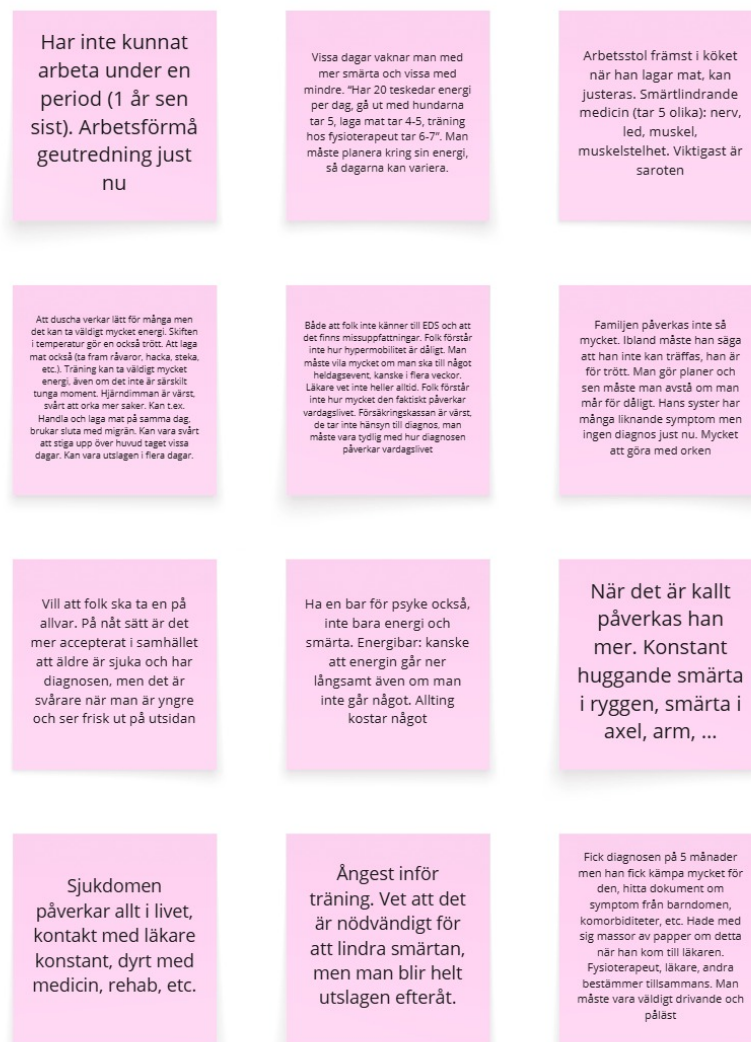 Har inte kunnat
arbeta under en
period (1 år sen
sist). Arbetsförmå
geutredning just
nu
Vissa dagar vaknar man med
mer smärta och vissa med
mindre. "Har 20 teskedar energi
per dag, gå ut med hundarna
tar 5, laga mat tar 4-5, träning
hos fysioterapeut tar 6-7". Man
måste planera kring sin energi,
så dagarna kan variera.
Arbetsstol främst i köket
när han lagar mat, kan
justeras. Smärtlindrande
medicin (tar 5 olika): nerv,
led, muskel,
muskelstelhet. Viktigast är
saroten
Att duscha verkar lätt för många men
det kan ta väldigt mycket energi. Skiften
i temperatur gör en också trött. Att laga
mat också (ta fram råvaror, hacka, steka,
etc.). Träning kan ta väldigt mycket
energi, även om det inte är särskilt
tunga moment. Hjärndimman är värst,
svårt att orka mer saker. Kan t.ex.
Handla och laga mat på samma dag,
brukar sluta med migrän. Kan vara svårt
att stiga upp över huvud taget vissa
dagar. Kan vara utslagen i flera dagar.
Både att folk inte känner till EDS och att
det finns missuppfattningar. Folk förstår
inte hur hypermobilitet är dåligt. Man
måste vila mycket om man ska till något
heldagsevent, kanske i flera veckor.
Läkare vet inte heller alltid. Folk förstår
inte hur mycket den faktiskt påverkar
vardagslivet. Försäkringskassan är värst,
de tar inte hänsyn till diagnos, man
måste vara tydlig med hur diagnosen
påverkar vardagslivet
Familjen påverkas inte så
mycket. Ibland måste han säga
att han inte kan träffas, han är
för trött. Man gör planer och
sen måste man avstå om man
mår för dåligt. Hans syster har
många liknande symptom men
ingen diagnos just nu. Mycket
att göra med orken
Vill att folk ska ta en på
allvar. På nåt sätt är det
mer accepterat i samhället
att äldre är sjuka och har
diagnosen, men det är
svårare när man är yngre
och ser frisk ut på utsidan
Ha en bar för psyke också,
inte bara energi och
smärta. Energibar: kanske
att energin går ner
långsamt även om man
inte går något. Allting
kostar något
När det är kallt
påverkas han
mer. Konstant
huggande smärta
i ryggen, smärta i
axel, arm, ...
Sjukdomen
påverkar allt i livet,
kontakt med läkare
konstant, dyrt med
medicin, rehab, etc.
Ångest inför
träning. Vet att det
är nödvändigt för
att lindra smärtan,
men man blir helt
utslagen efteråt.
Fick diagnosen på 5 månader
men han fick kämpa mycket för
den, hitta dokument om
symptom från barndomen,
komorbiditeter, etc. Hade med
sig massor av papper om detta
när han kom till läkaren.
Fysioterapeut, läkare, andra
bestämmer tillsammans. Man
måste vara väldigt drivande och
påläst